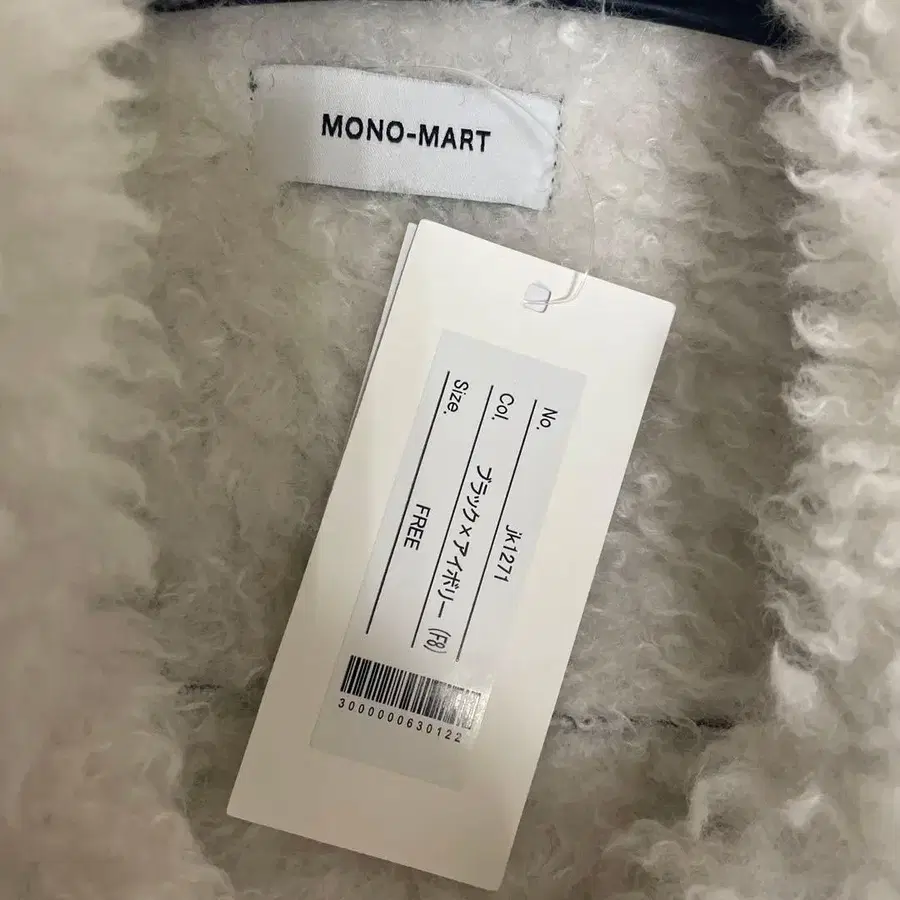 MONO-MART
No. jk1271
Col. ブラック×アイボリー (F8)
Size. FREE
3000000630122